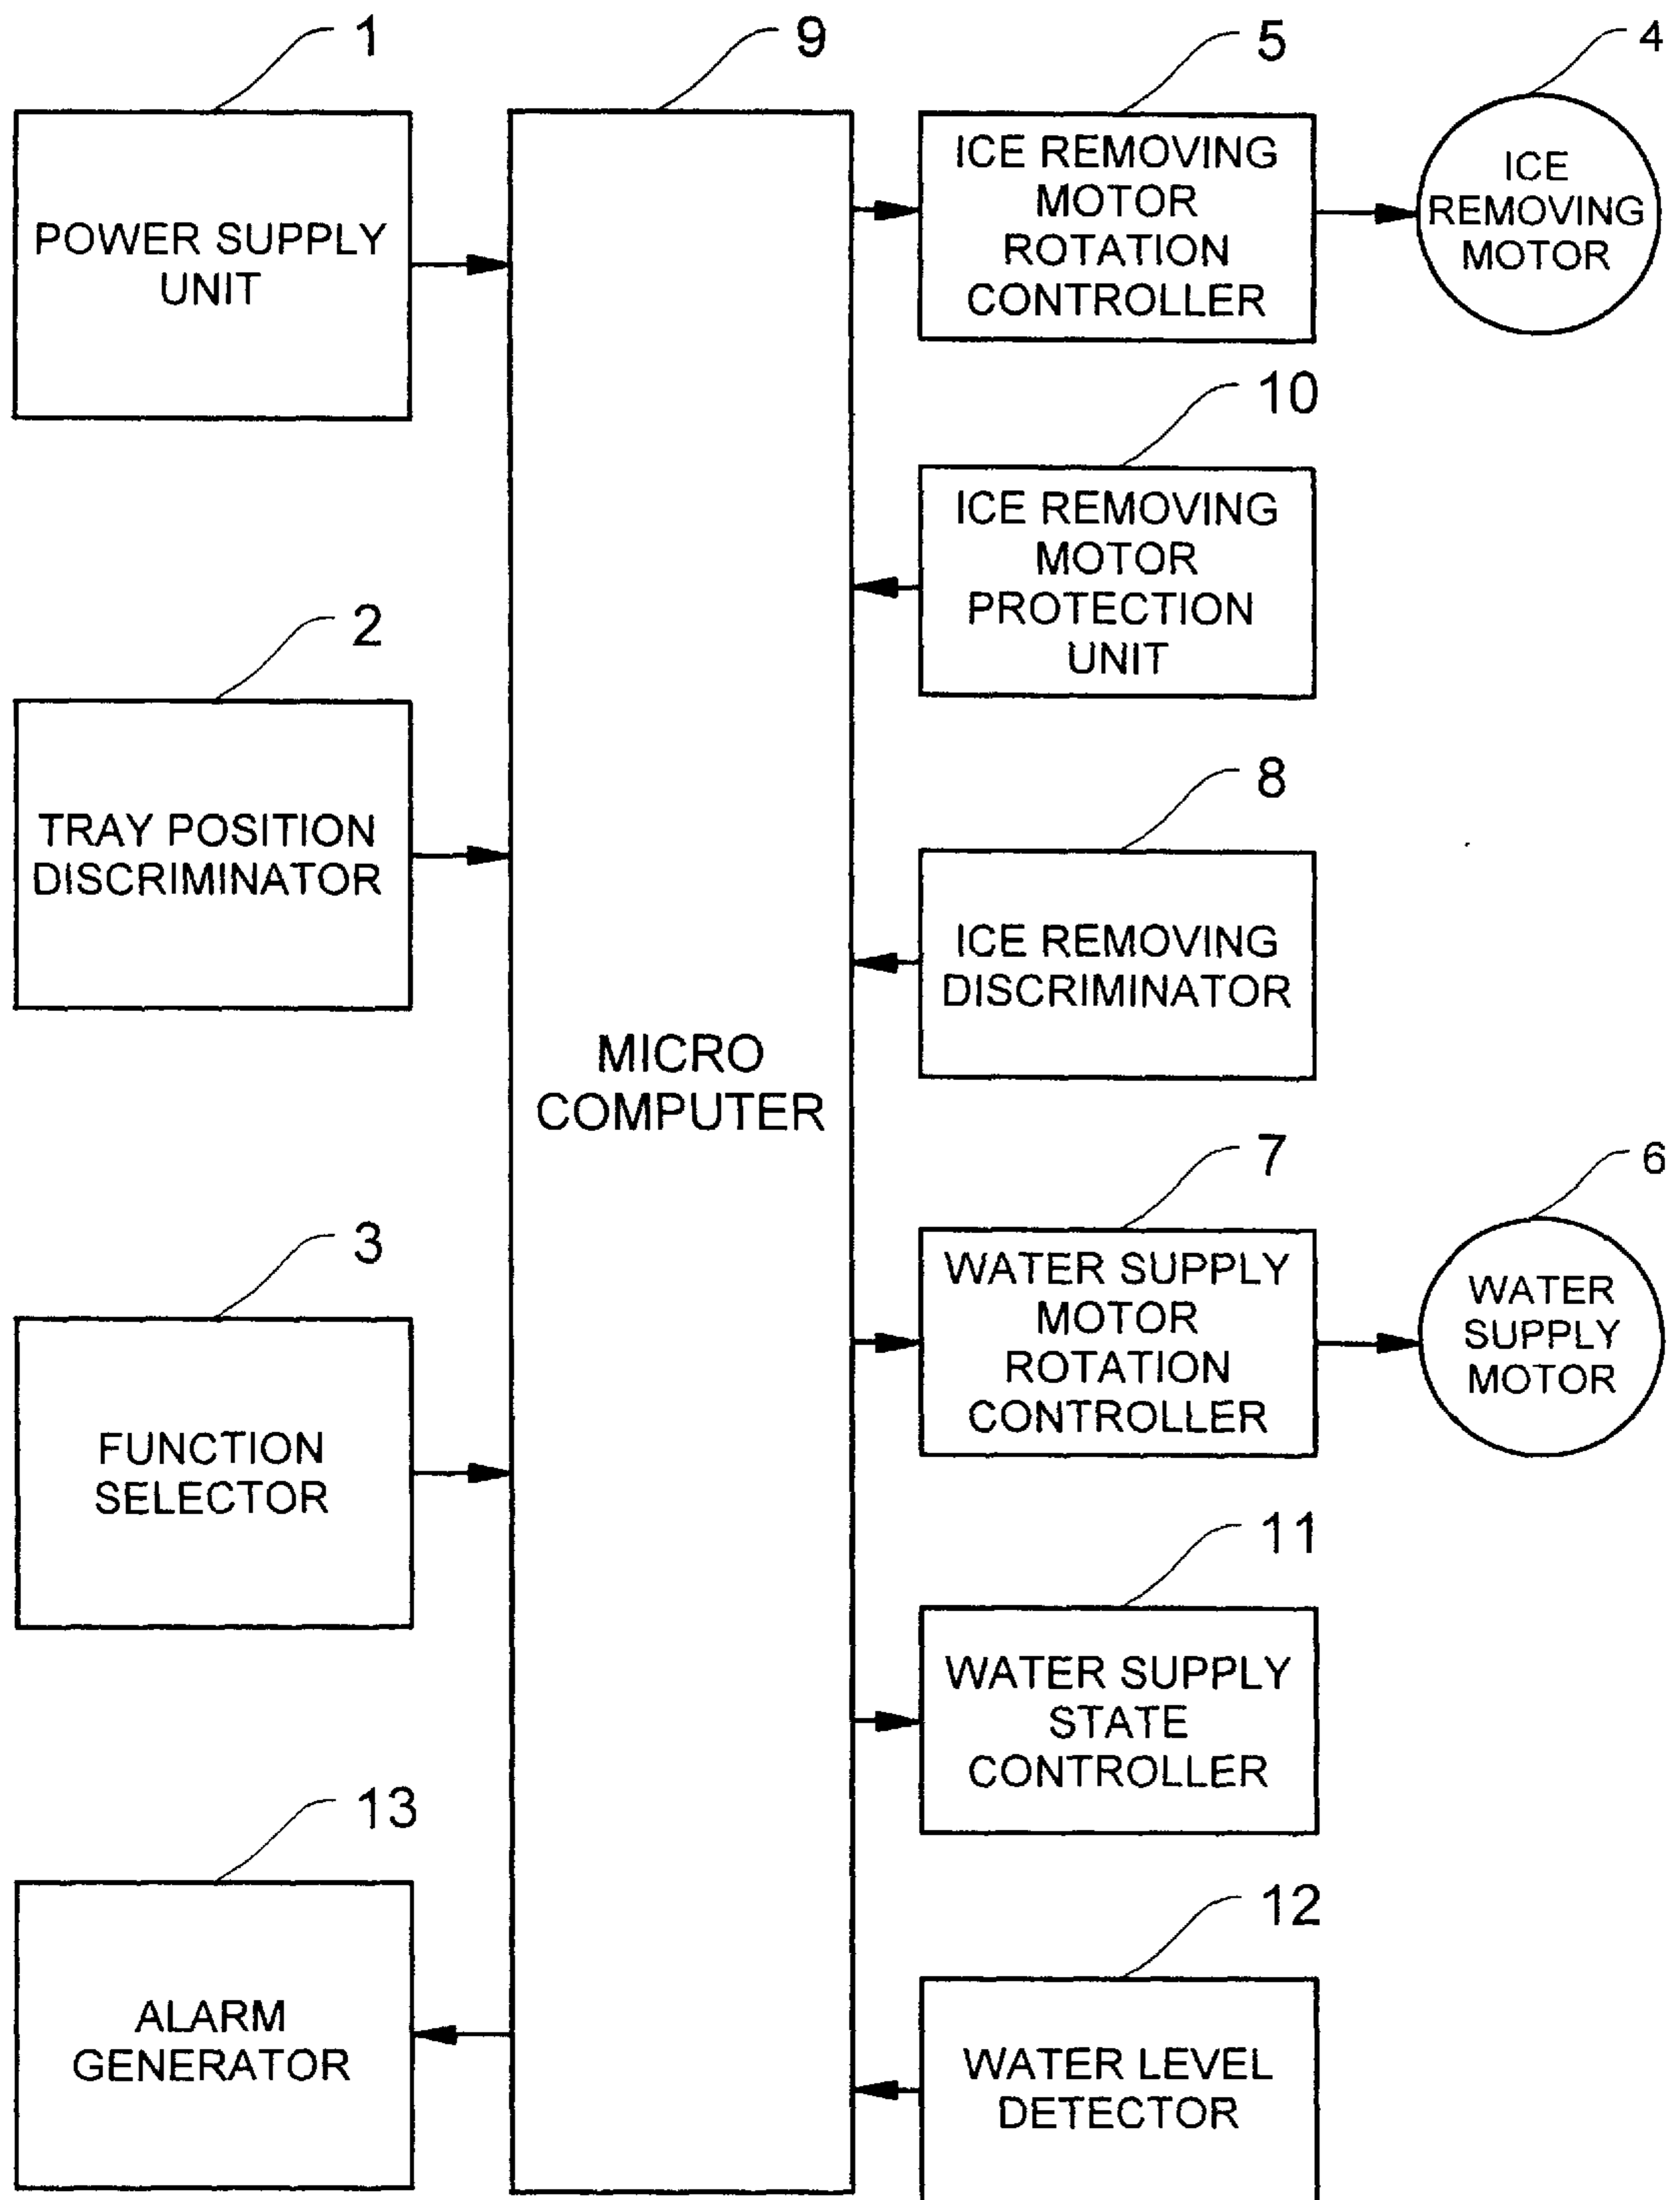 1
POWER SUPPLY
UNIT
2
TRAY POSITION
DISCRIMINATOR
3
FUNCTION
SELECTOR
13
ALARM
GENERATOR
9
MICRO
COMPUTER
5
ICE REMOVING
MOTOR
ROTATION
CONTROLLER
4
ICE
REMOVING
MOTOR
10
ICE REMOVING
MOTOR
PROTECTION
UNIT
8
ICE REMOVING
DISCRIMINATOR
7
WATER SUPPLY
MOTOR
ROTATION
CONTROLLER
6
WATER
SUPPLY
MOTOR
11
WATER SUPPLY
STATE
CONTROLLER
12
WATER LEVEL
DETECTOR